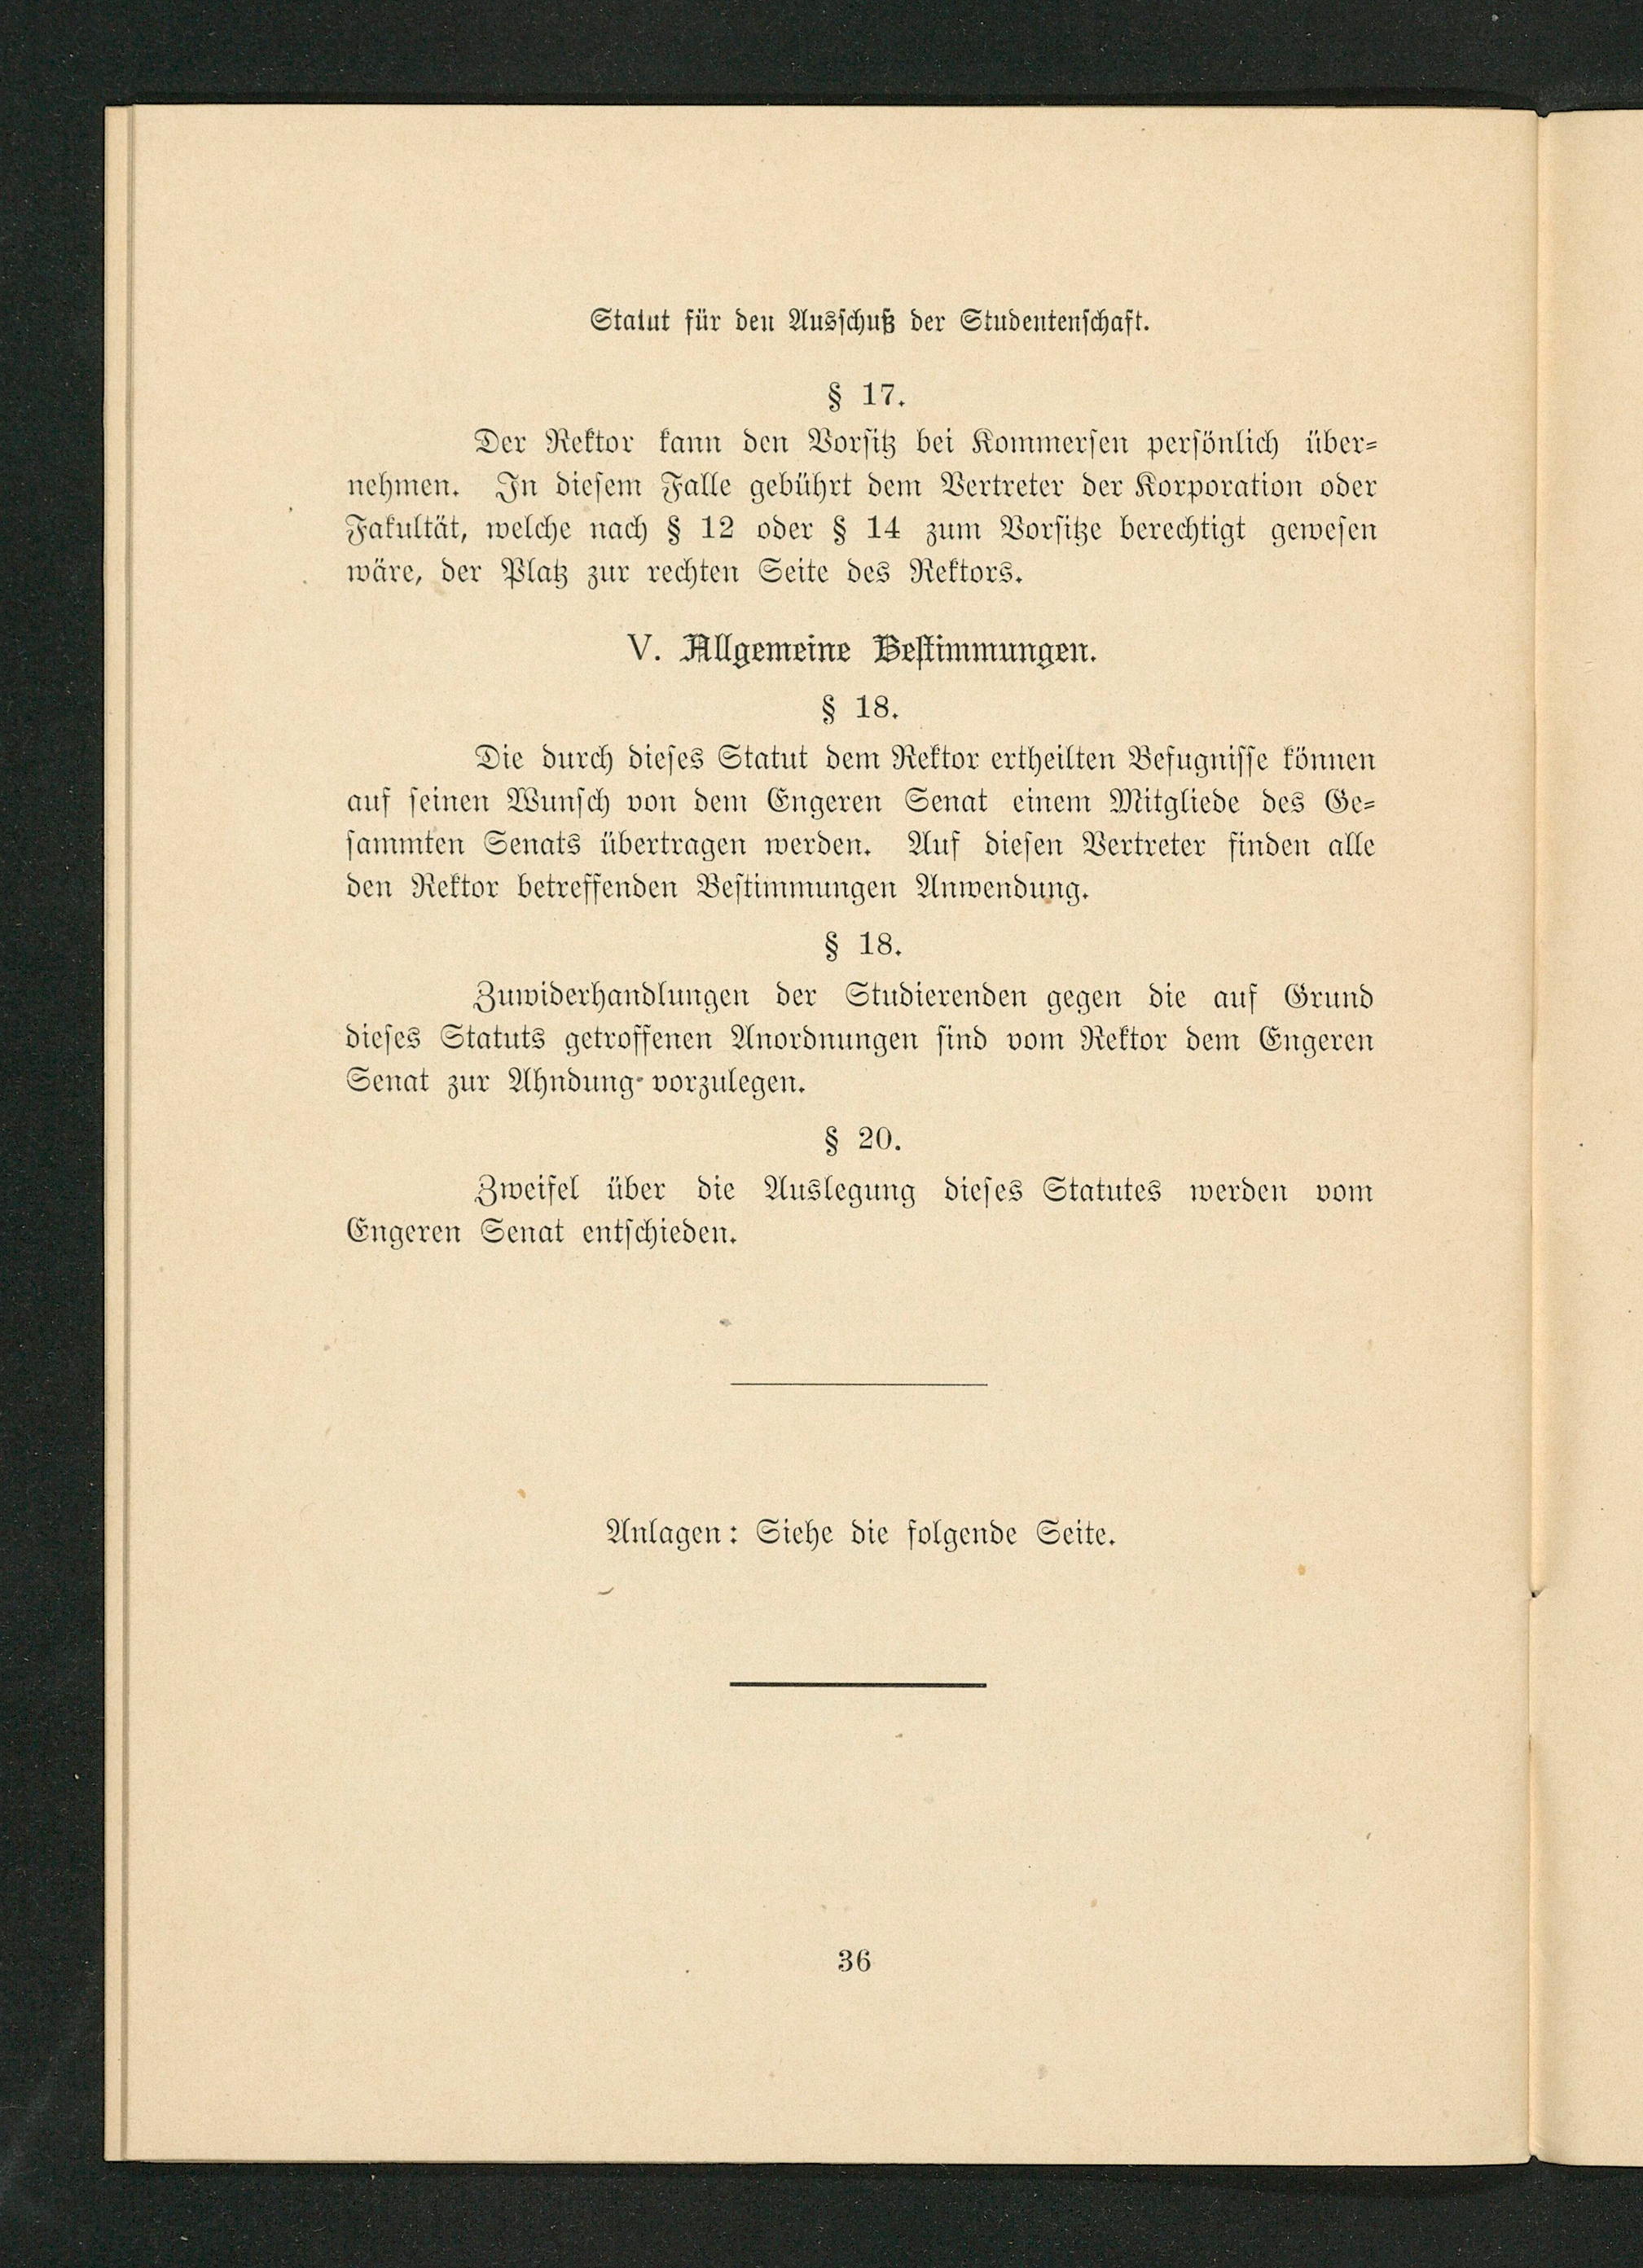 Statut für den Ausschuß der Studentenschaft.
§ 17.
Der Rektor kann den Vorsitz bei Kommersen persönlich über-
nehmen. In diesem Falle gebührt dem Vertreter der Korporation oder
Fakultät, welche nach § 12 oder § 14 zum Vorsitze berechtigt gewesen
wäre, der Platz zur rechten Seite des Rektors.
V. Allgemeine Bestimmungen.
§ 18.
Die durch dieses Statut dem Rektor ertheilten Befugnisse können
auf seinen Wunsch von dem Engeren Senat einem Mitgliede des Ge-
sammten Senats übertragen werden. Auf diesen Vertreter finden alle
den Rektor betreffenden Bestimmungen Anwendung.
§ 18.
Zuwiderhandlungen der Studierenden gegen die auf Grund
dieses Statuts getroffenen Anordnungen sind vom Rektor dem Engeren
Senat zur Ahndung vorzulegen.
§ 20.
Zweifel über die Auslegung dieses Statutes werden vom
Engeren Senat entschieden.
Anlagen: Siehe die folgende Seite.
36